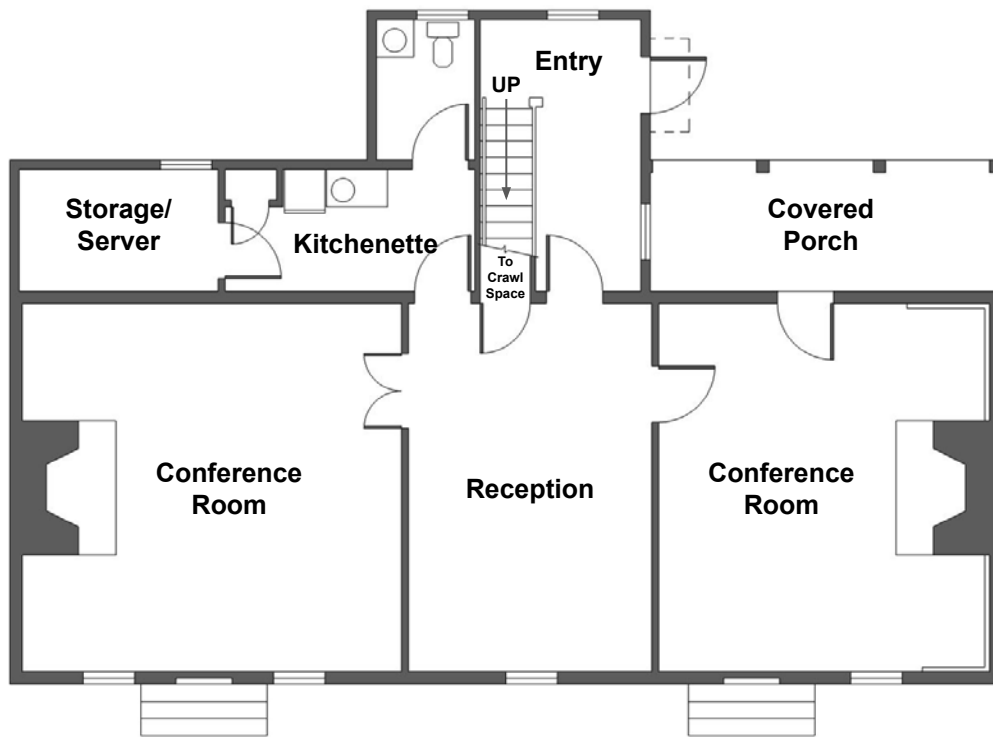 Entry
UP
Storage/
Server
Kitchenette
Covered
Porch
To
Crawl
Space
Conference
Room
Reception
Conference
Room